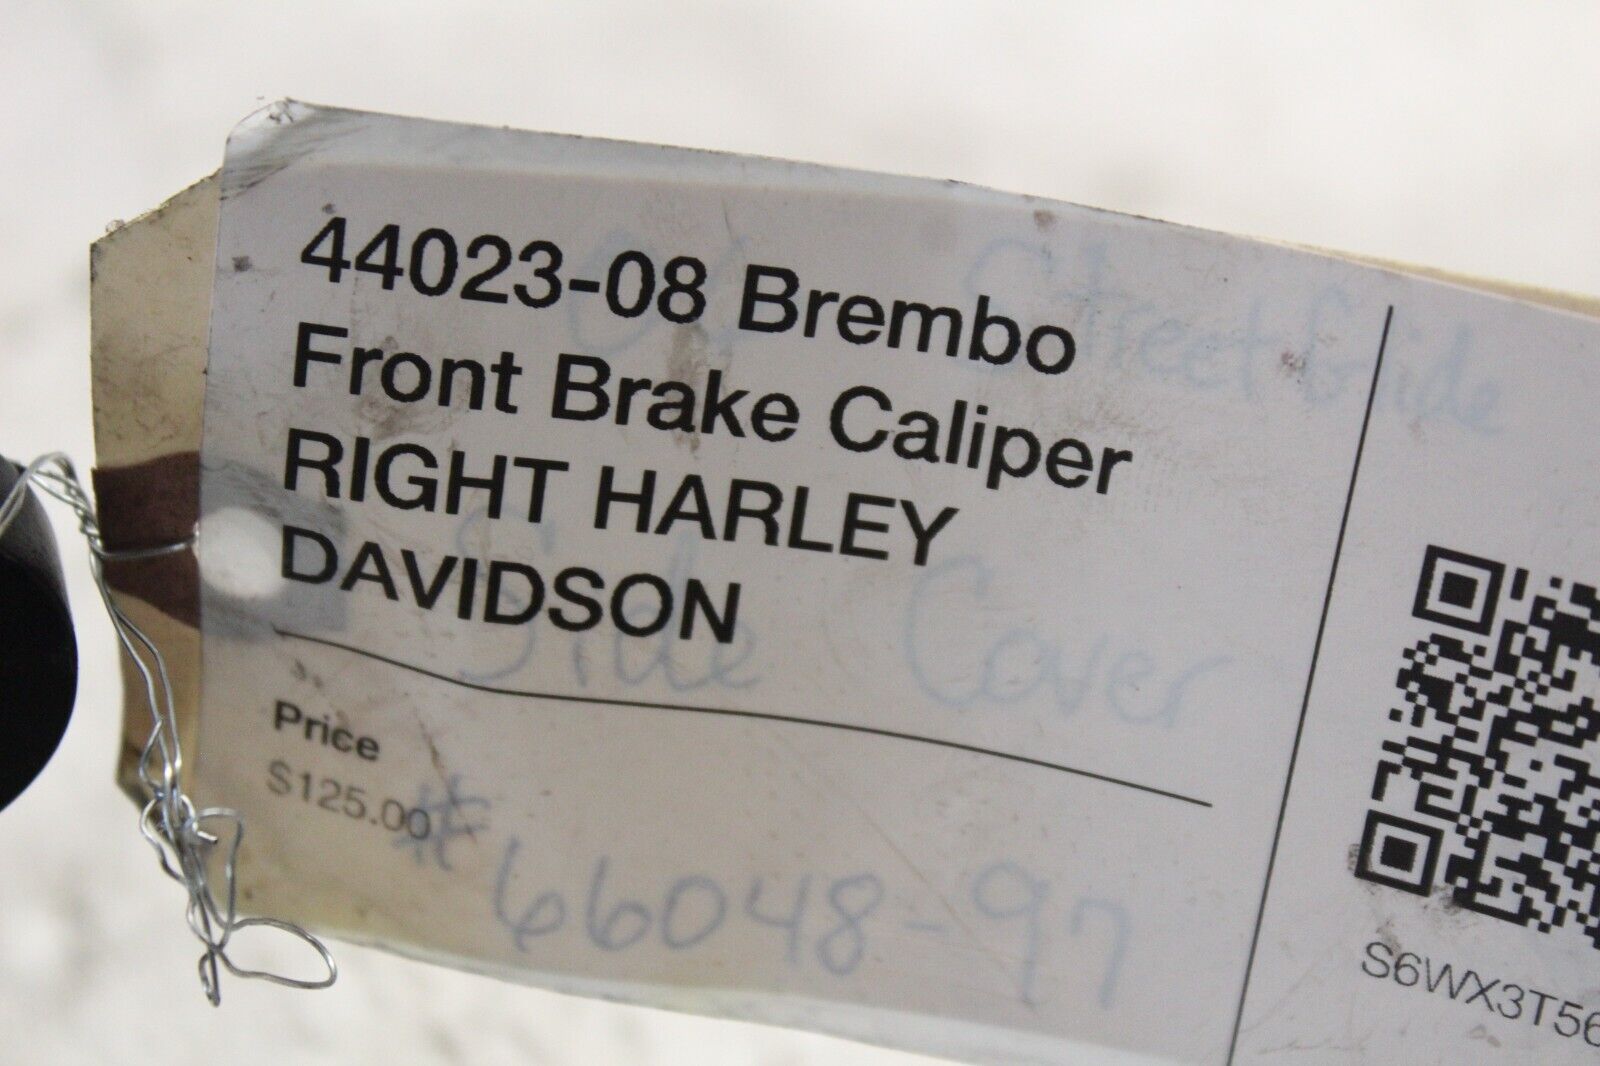 44023-08 Brembo
Front Brake Caliper
RIGHT HARLEY
DAVIDSON
Price
$125.00
Street Glide
Side Cover
#66048-97
S6WX3T56